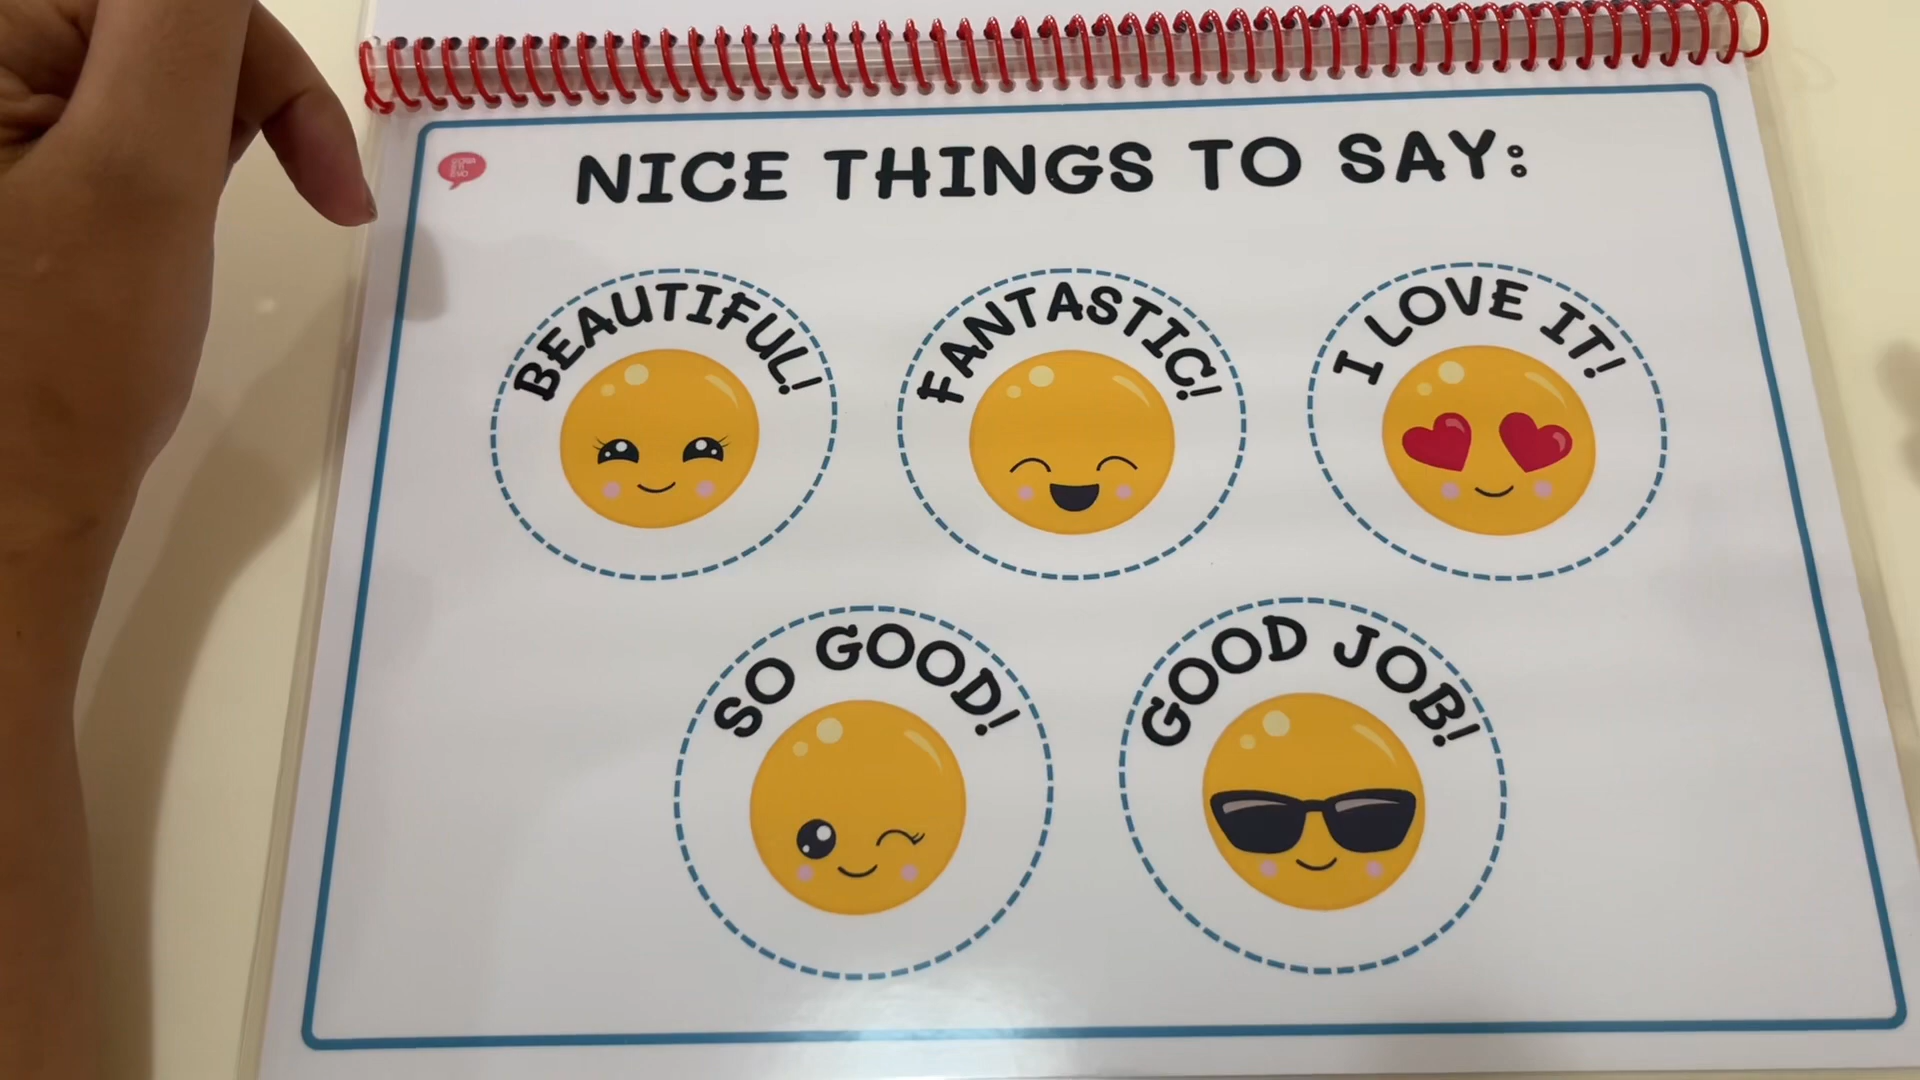 NICE THINGS TO SAY:
BEAUTIFUL!
FANTASTIC!
I LOVE IT!
SO GOOD!
GOOD JOB!